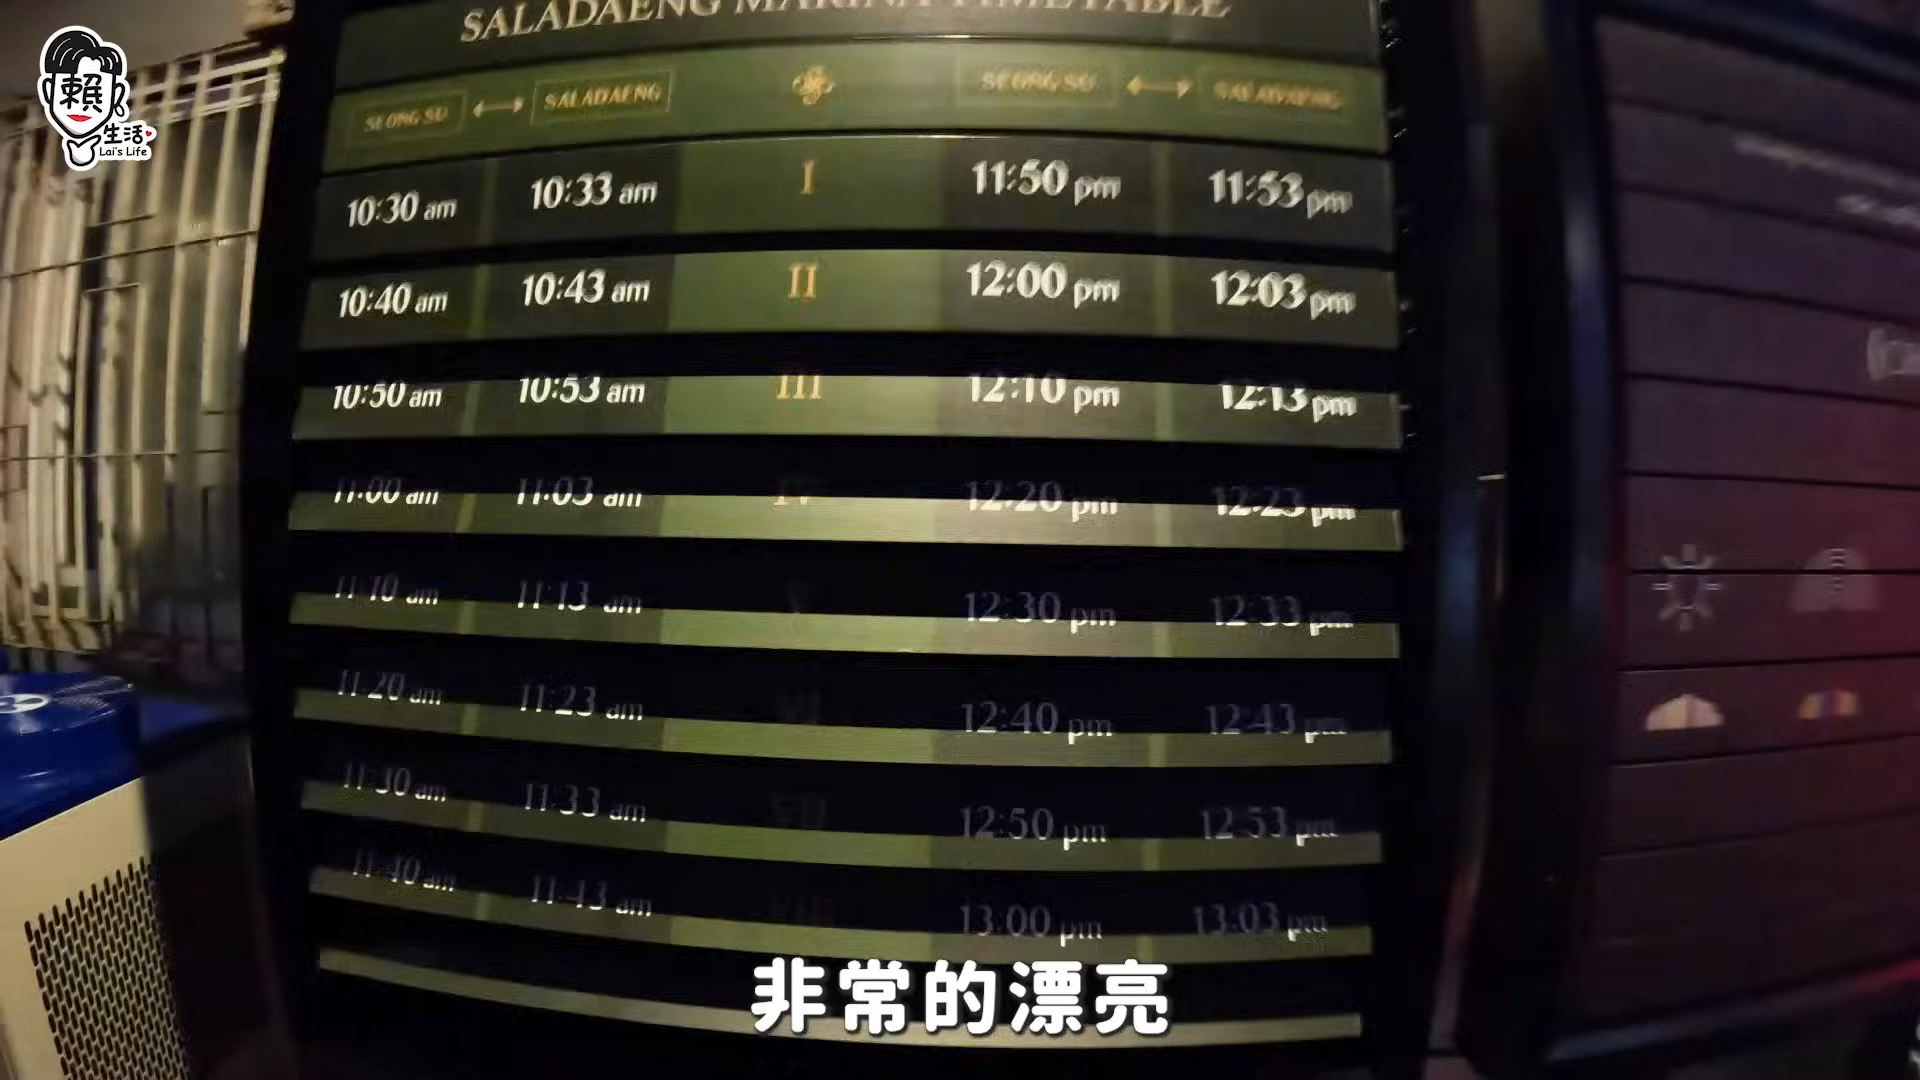 賴
生活
Lai's Life
SALADAENG MARINA TIMETABLE
SEONG SU ⟷ SALADAENG SEONG SU ⟷ SALADAENG
10:30 am 10:33 am I 11:50 pm 11:53 pm
10:40 am 10:43 am II 12:00 pm 12:03 pm
10:50 am 10:53 am III 12:10 pm 12:13 pm
11:00 am 11:03 am IV 12:20 pm 12:23 pm
11:10 am 11:13 am V 12:30 pm 12:33 pm
11:20 am 11:23 am VI 12:40 pm 12:43 pm
11:30 am 11:33 am VII 12:50 pm 12:53 pm
11:40 am 11:43 am VIII 13:00 pm 13:03 pm
非常的漂亮